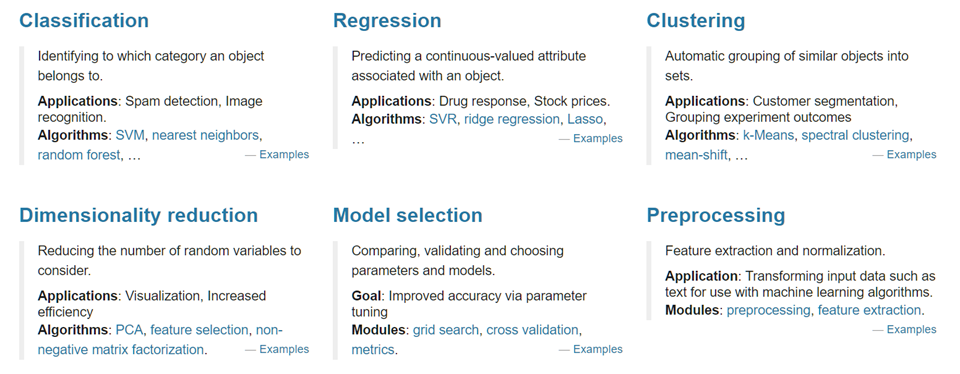 Classification
Identifying to which category an object
belongs to.
Applications: Spam detection, Image
recognition.
Algorithms: SVM, nearest neighbors,
random forest, …
— Examples
Regression
Predicting a continuous-valued attribute
associated with an object.
Applications: Drug response, Stock prices.
Algorithms: SVR, ridge regression, Lasso,
…
— Examples
Clustering
Automatic grouping of similar objects into
sets.
Applications: Customer segmentation,
Grouping experiment outcomes
Algorithms: k-Means, spectral clustering,
mean-shift, …
— Examples
Dimensionality reduction
Reducing the number of random variables to
consider.
Applications: Visualization, Increased
efficiency
Algorithms: PCA, feature selection, non-
negative matrix factorization.
— Examples
Model selection
Comparing, validating and choosing
parameters and models.
Goal: Improved accuracy via parameter
tuning
Modules: grid search, cross validation,
metrics.
— Examples
Preprocessing
Feature extraction and normalization.
Application: Transforming input data such as
text for use with machine learning algorithms.
Modules: preprocessing, feature extraction.
— Examples